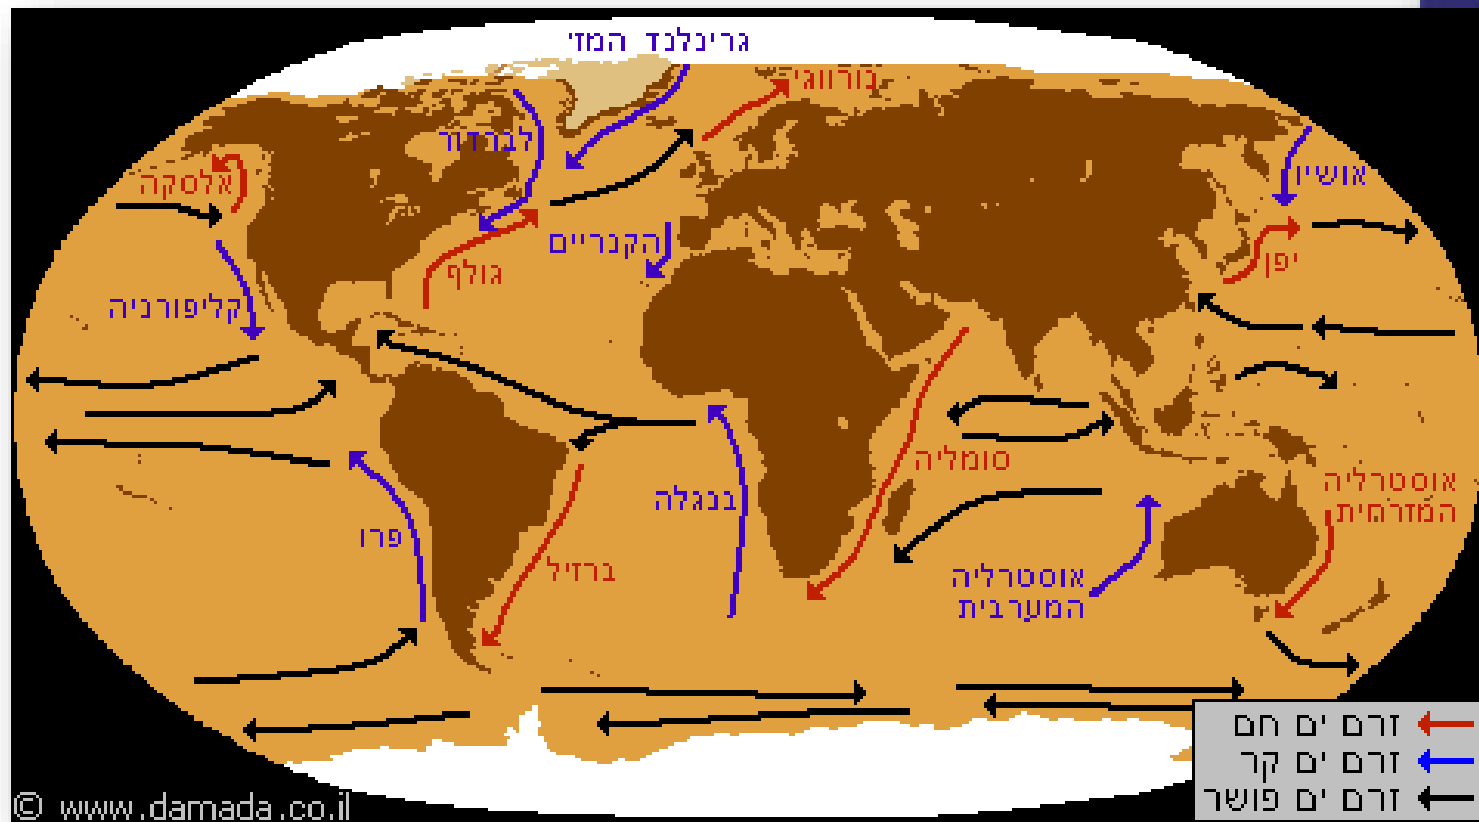 גרינלנד המזי
נורווגי
לברדור
אלסקה
אושיו
הקנריים
גולף
יפן
קליפורניה
סומליה
אוסטרליה
המזרחית
בנגלה
פרו
ברזיל
אוסטרליה
המערבית
זרם ים חם
זרם ים קר
זרם ים פושר
© www.damada.co.il